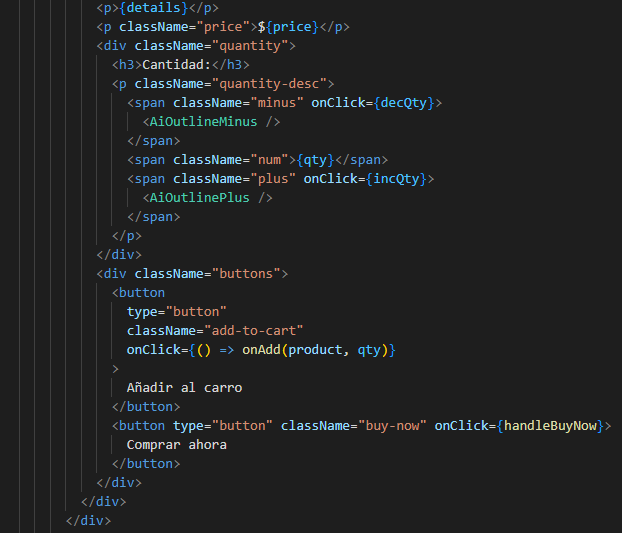 <p>{details}</p>
<p className="price">${price}</p>
<div className="quantity">
<h3>Cantidad:</h3>
<p className="quantity-desc">
<span className="minus" onClick={decQty}>
<AiOutlineMinus />
</span>
<span className="num">{qty}</span>
<span className="plus" onClick={incQty}>
<AiOutlinePlus />
</span>
</p>
</div>
<div className="buttons">
<button
type="button"
className="add-to-cart"
onClick={() => onAdd(product, qty)}
>
Añadir al carro
</button>
<button type="button" className="buy-now" onClick={handleBuyNow}>
Comprar ahora
</button>
</div>
</div>
</div>